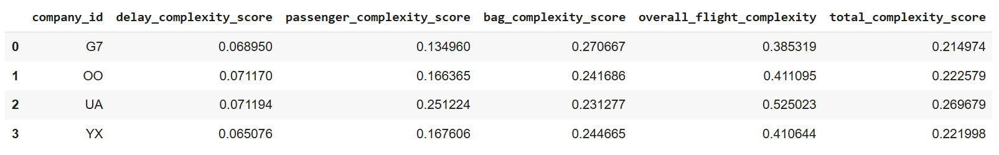 company_id delay_complexity_score passenger_complexity_score bag_complexity_score overall_flight_complexity total_complexity_score
0 G7 0.068950 0.134960 0.270667 0.385319 0.214974
1 OO 0.071170 0.166365 0.241686 0.411095 0.222579
2 UA 0.071194 0.251224 0.231277 0.525023 0.269679
3 YX 0.065076 0.167606 0.244665 0.410644 0.221998